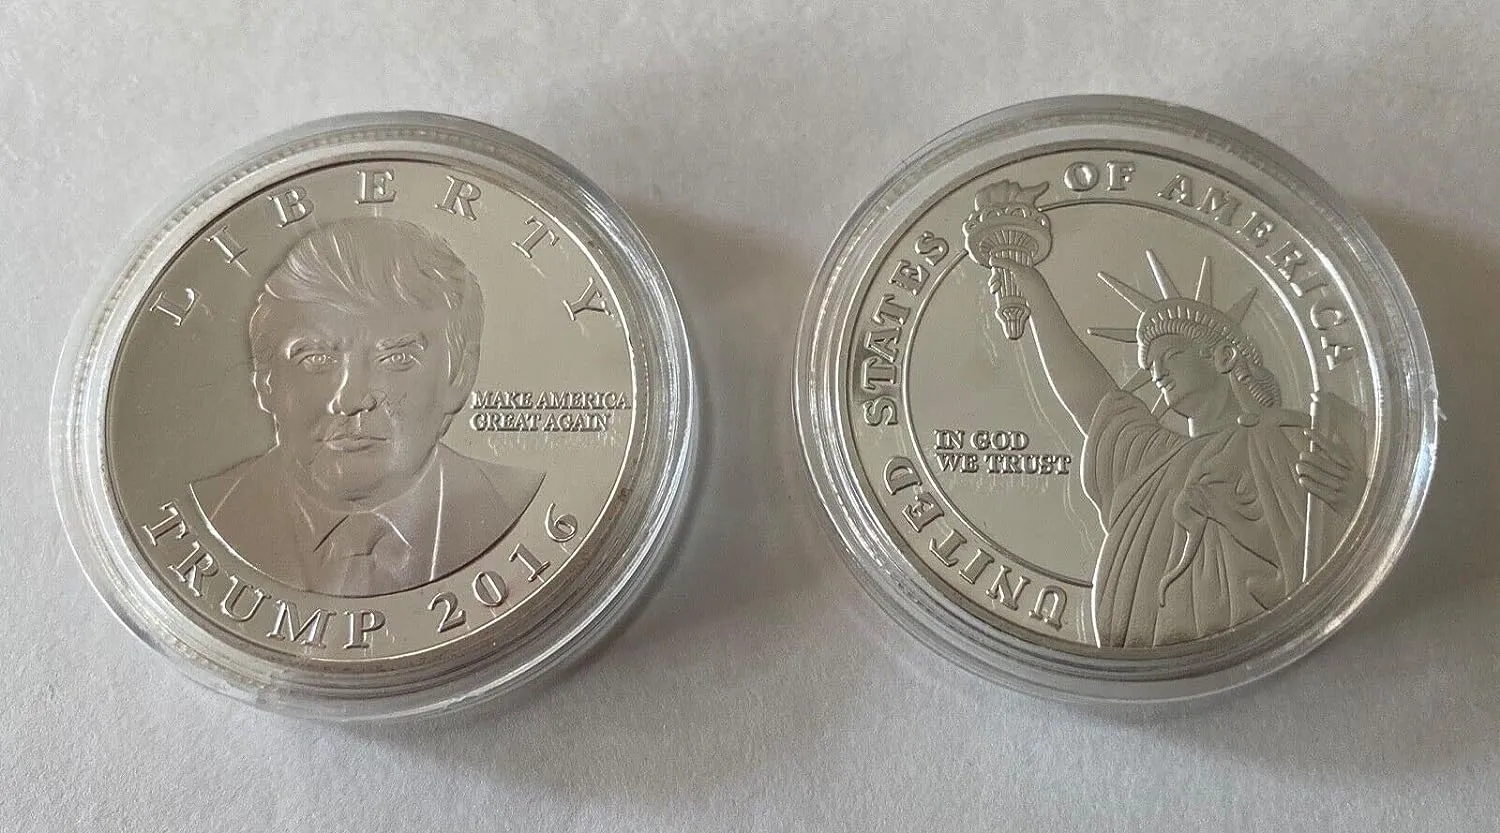 LIBERTY
MAKE AMERICA
GREAT AGAIN
TRUMP 2016
UNITED STATES OF AMERICA
IN GOD
WE TRUST